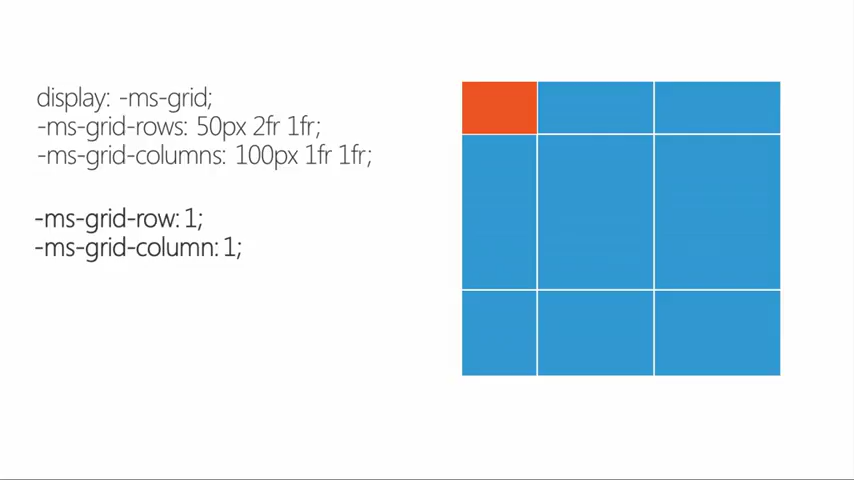 display: -ms-grid;
-ms-grid-rows: 50px 2fr 1fr;
-ms-grid-columns: 100px 1fr 1fr;
-ms-grid-row: 1;
-ms-grid-column: 1;